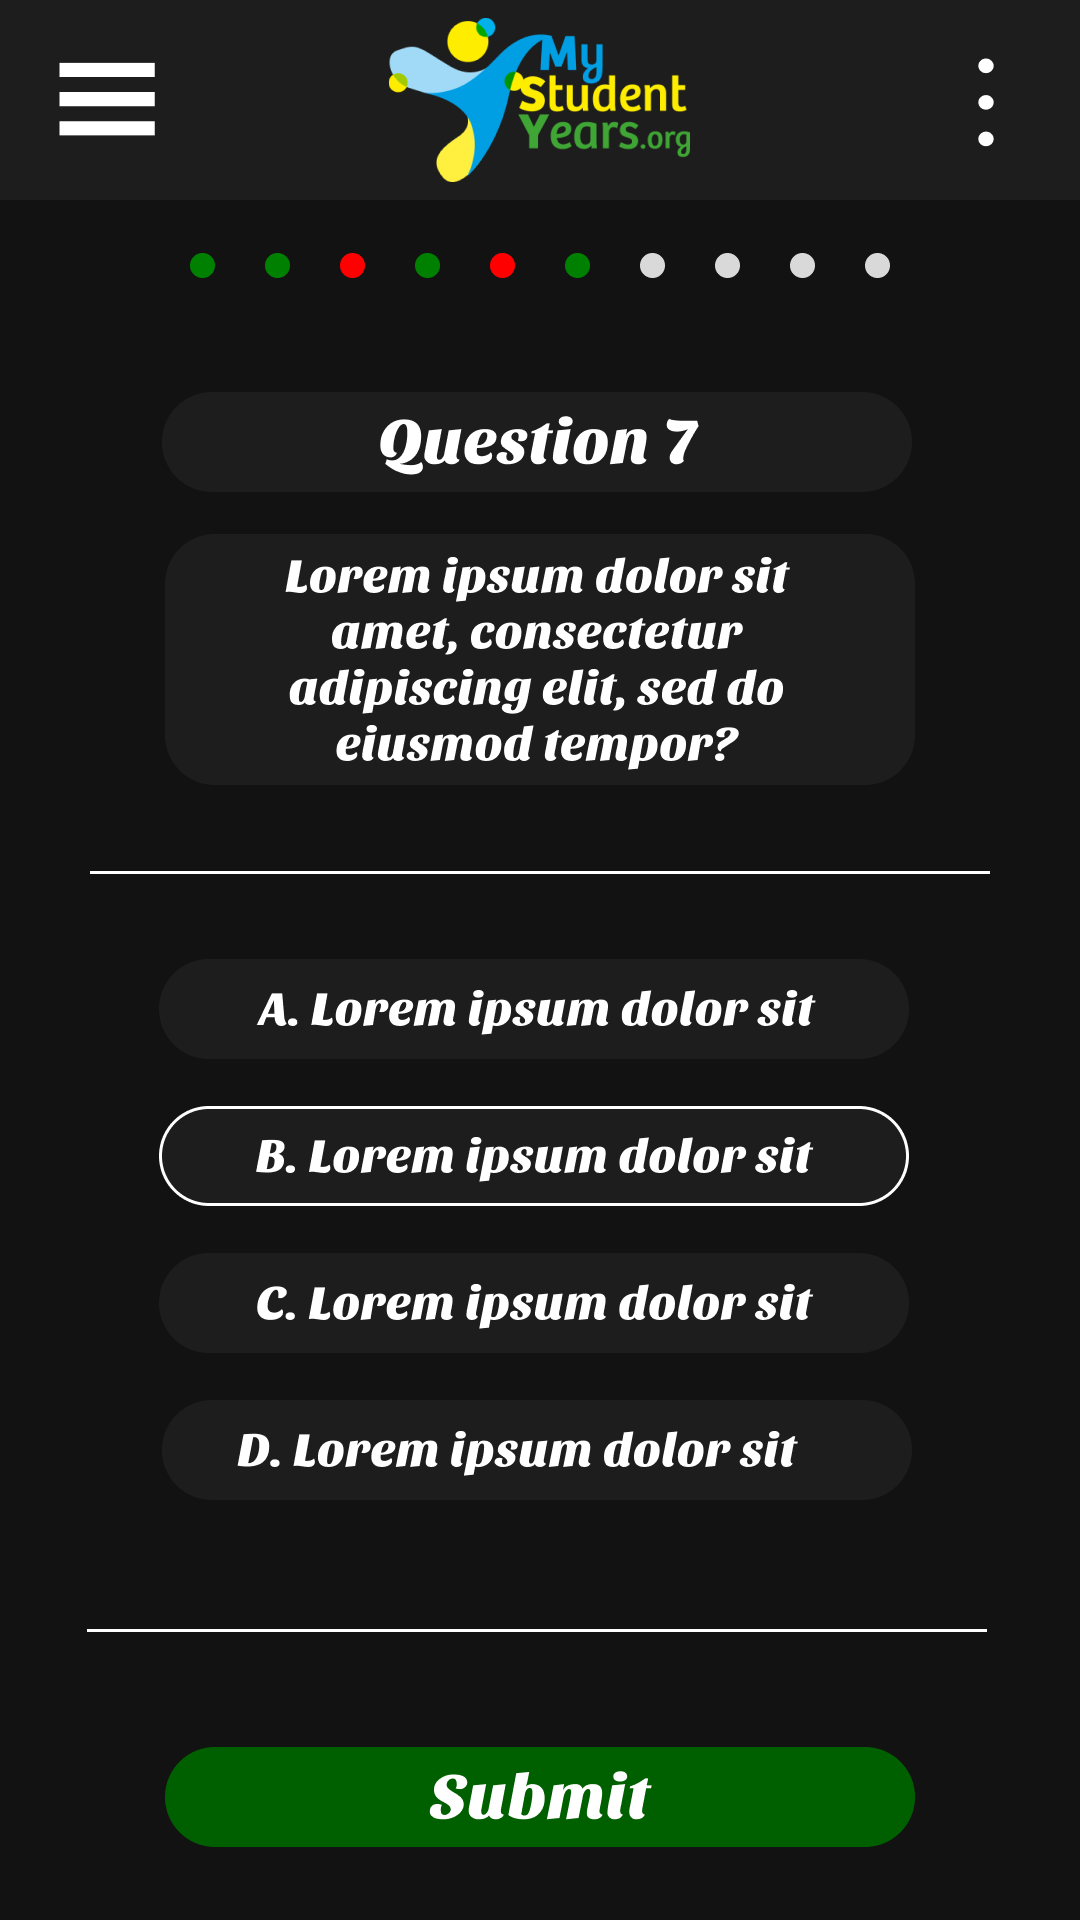 My
Student
Years.org
Question 7
Lorem ipsum dolor sit
amet, consectetur
adipiscing elit, sed do
eiusmod tempor?
A. Lorem ipsum dolor sit
B. Lorem ipsum dolor sit
C. Lorem ipsum dolor sit
D. Lorem ipsum dolor sit
Submit